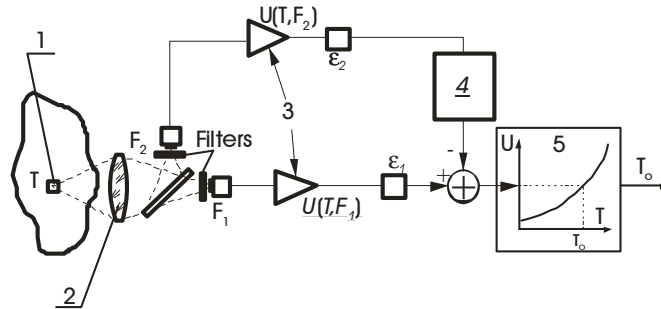 1
U(T,F₂)
ε₂
4
3
F₂
Filters
T
F₁
U(T,F₁)
ε₁
-
+
U
5
T
Tₒ
Tₒ
2